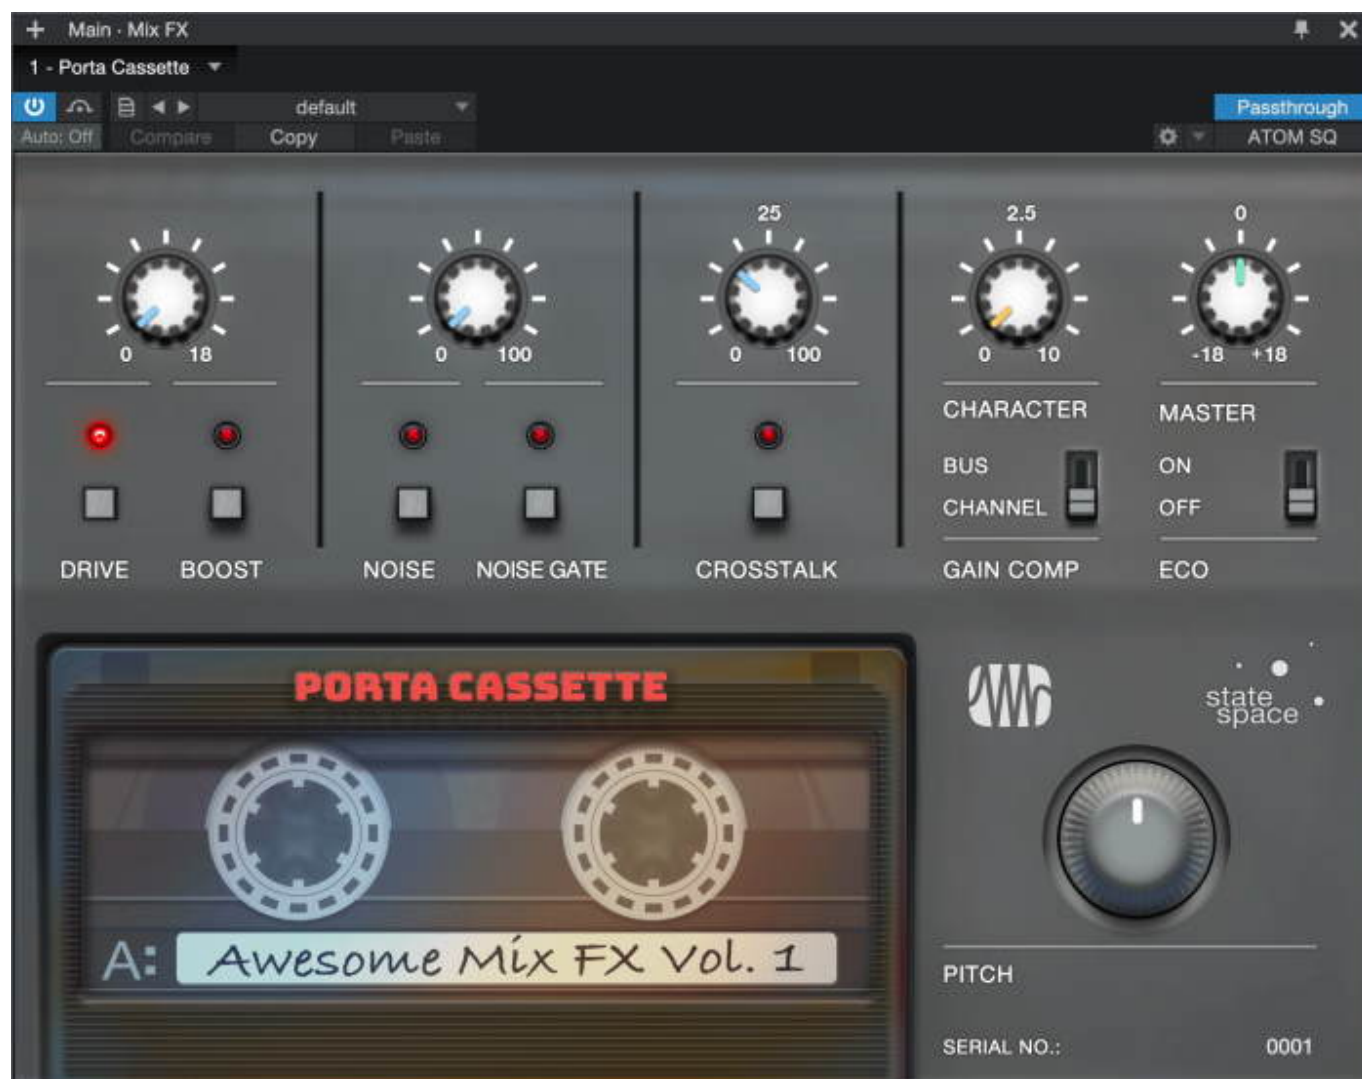 Main - Mix FX
1 - Porta Cassette
default
Passthrough
Auto: Off Compare Copy Paste
ATOM SQ
25 2.5 0
0 18 0 100 0 100 0 10 -18 +18
CHARACTER MASTER
BUS ON
CHANNEL OFF
DRIVE BOOST NOISE NOISE GATE CROSSTALK GAIN COMP ECO
PORTA CASSETTE
state
space
A: Awesome Mix FX Vol. 1
PITCH
SERIAL NO.: 0001